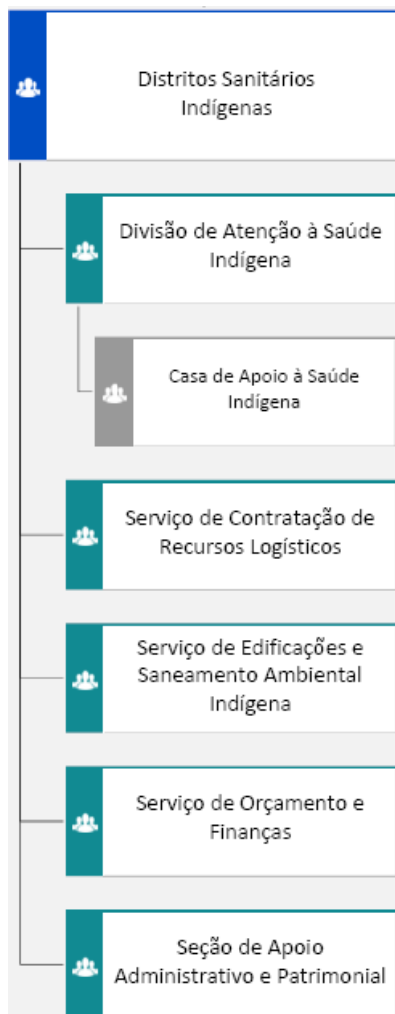 Distritos Sanitários
Indígenas
Divisão de Atenção à Saúde
Indígena
Casa de Apoio à Saúde
Indígena
Serviço de Contratação de
Recursos Logísticos
Serviço de Edificações e
Saneamento Ambiental
Indígena
Serviço de Orçamento e
Finanças
Seção de Apoio
Administrativo e Patrimonial